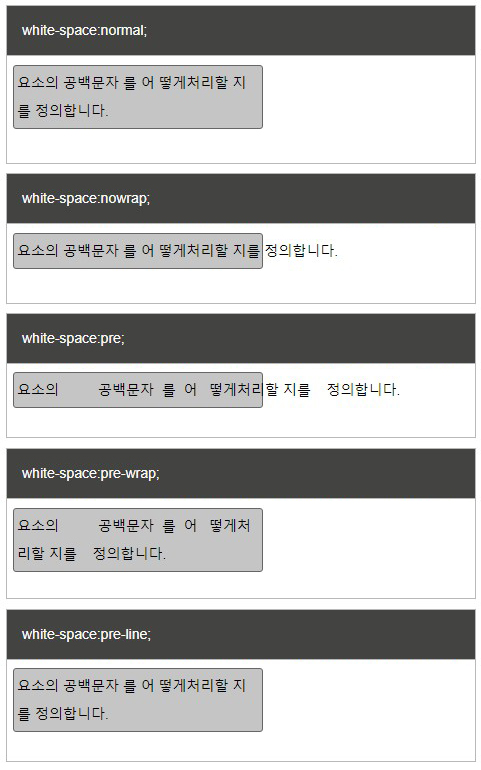 white-space:normal;
요소의 공백문자 를 어 떻게처리할 지
를 정의합니다.
white-space:nowrap;
요소의 공백문자 를 어 떻게처리할 지를 정의합니다.
white-space:pre;
요소의          공백문자  를  어   떻게처리할 지를    정의합니다.
white-space:pre-wrap;
요소의          공백문자  를  어   떻게처
리할 지를    정의합니다.
white-space:pre-line;
요소의 공백문자 를 어 떻게처리할 지
를 정의합니다.